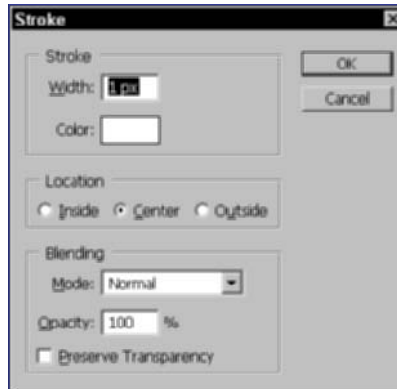 Stroke
Stroke
Width: 1 px
Color:
OK
Cancel
Location
Inside Center Outside
Blending
Mode: Normal
Opacity: 100 %
Preserve Transparency